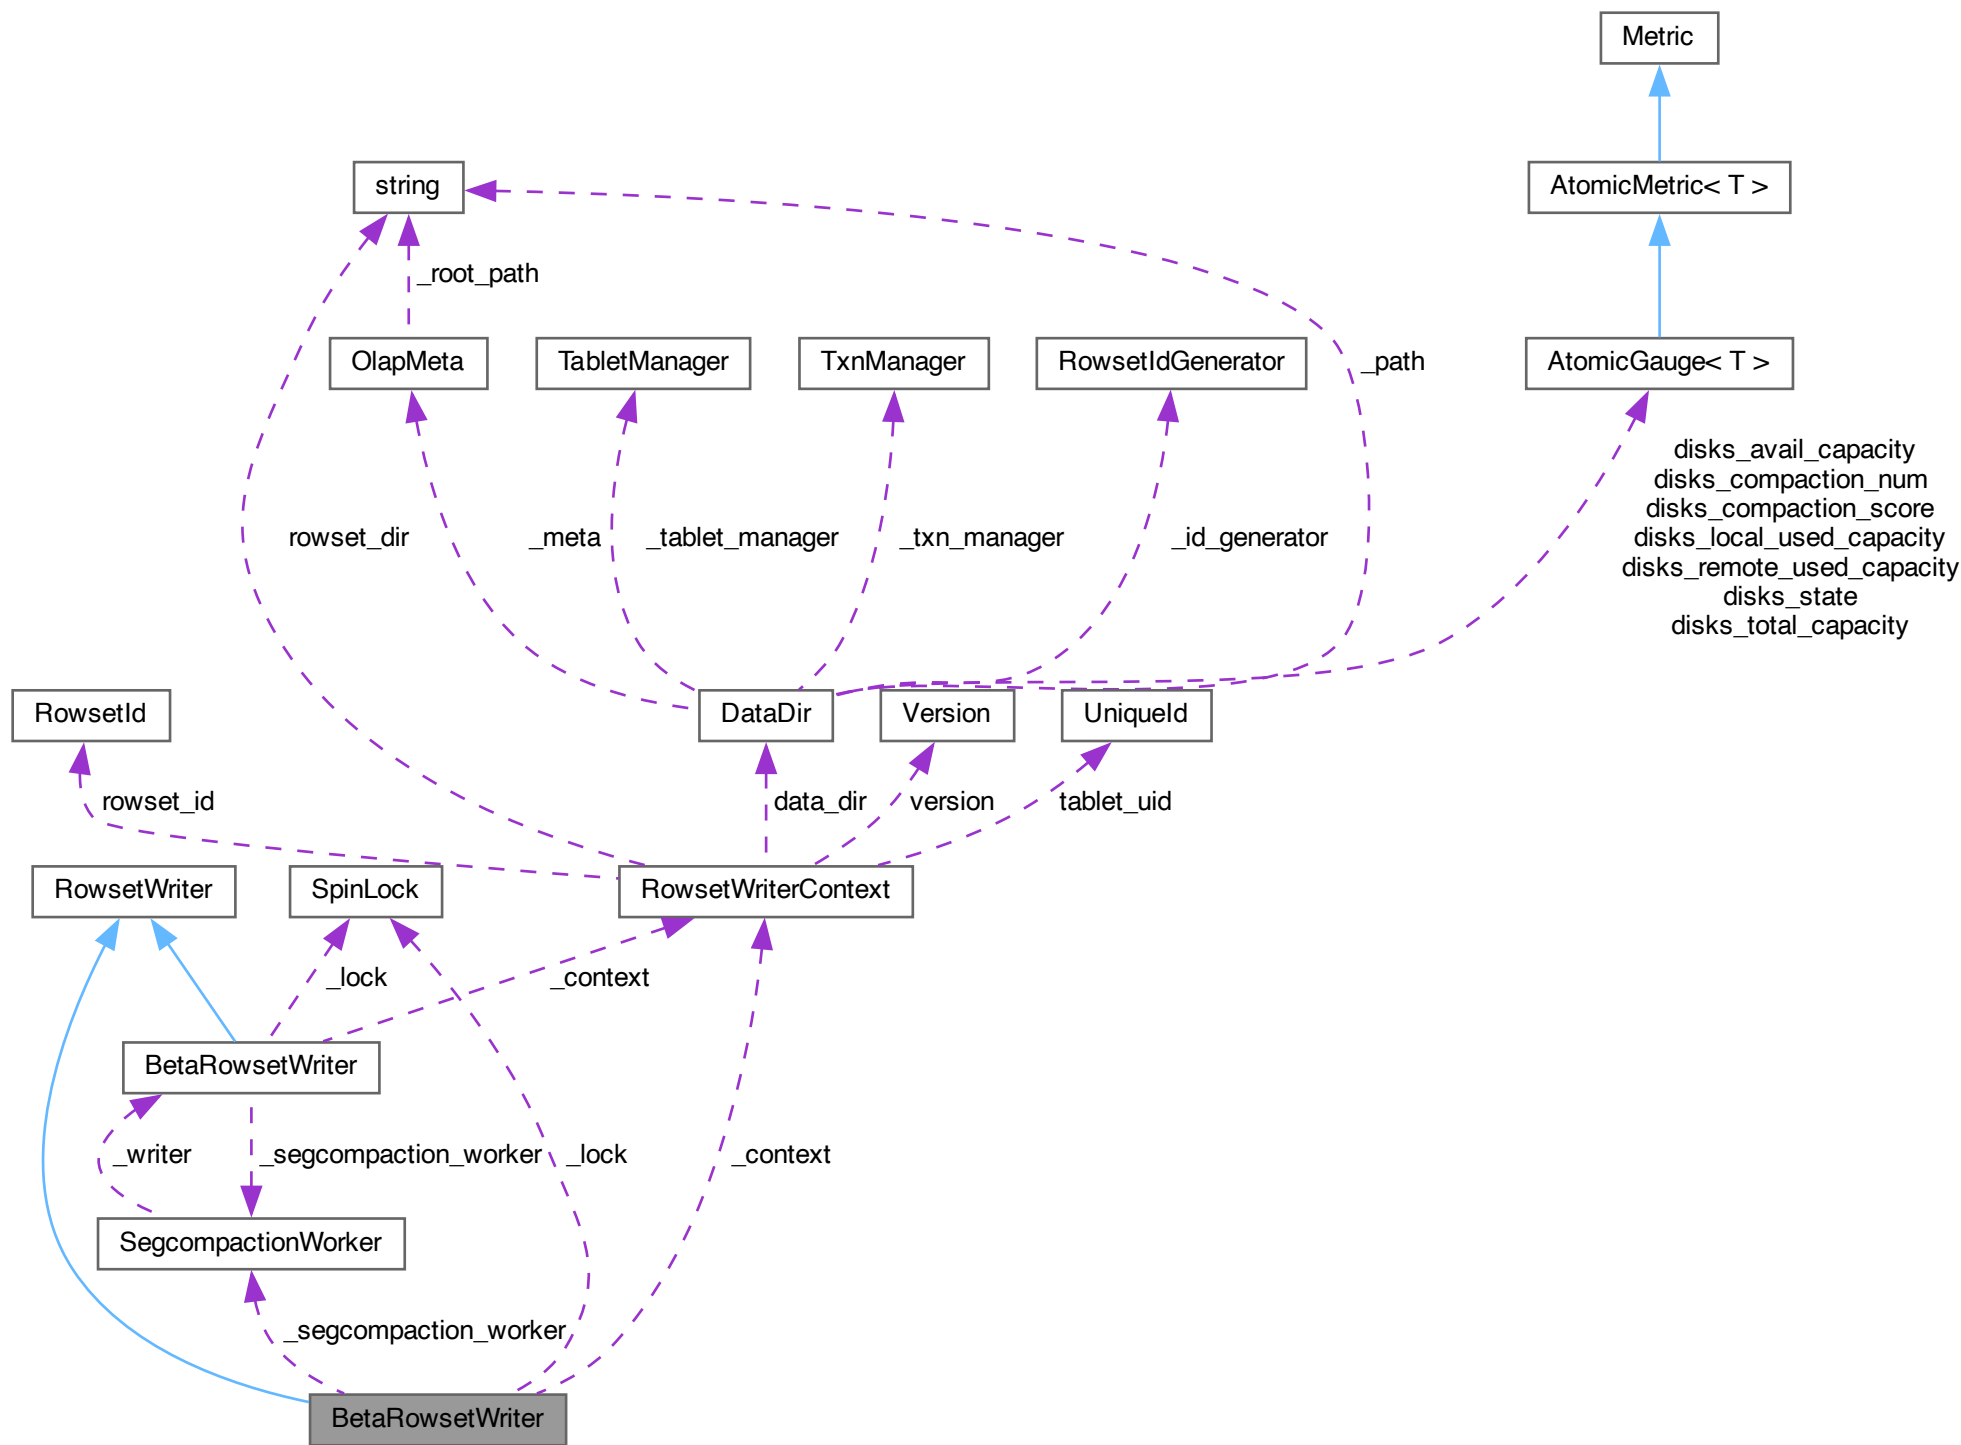 Metric
string
AtomicMetric< T >
_root_path
OlapMeta
TabletManager
TxnManager
RowsetIdGenerator
_path
AtomicGauge< T >
disks_avail_capacity
disks_compaction_num
disks_compaction_score
disks_local_used_capacity
disks_remote_used_capacity
disks_state
disks_total_capacity
rowset_dir
_meta
_tablet_manager
_txn_manager
_id_generator
RowsetId
DataDir
Version
UniqueId
rowset_id
data_dir
version
tablet_uid
RowsetWriter
SpinLock
RowsetWriterContext
_lock
_context
BetaRowsetWriter
_writer
_segcompaction_worker
_lock
_context
SegcompactionWorker
_segcompaction_worker
BetaRowsetWriter